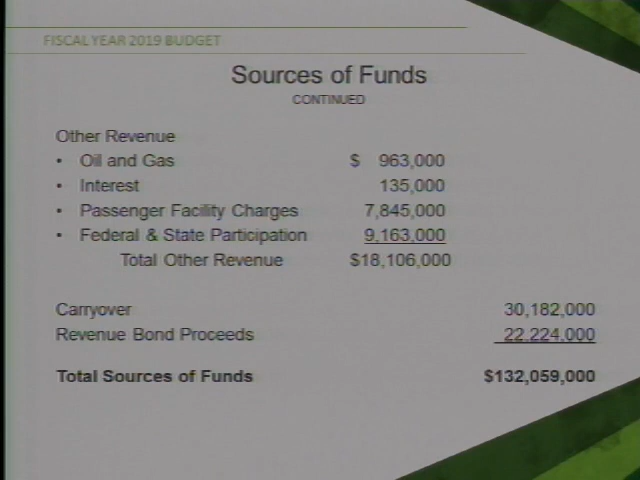 FISCAL YEAR 2019 BUDGET
Sources of Funds
CONTINUED
Other Revenue
• Oil and Gas $ 963,000
• Interest 135,000
• Passenger Facility Charges 7,845,000
• Federal & State Participation 9,163,000
Total Other Revenue $18,106,000
Carryover 30,182,000
Revenue Bond Proceeds 22,224,000
Total Sources of Funds $132,059,000